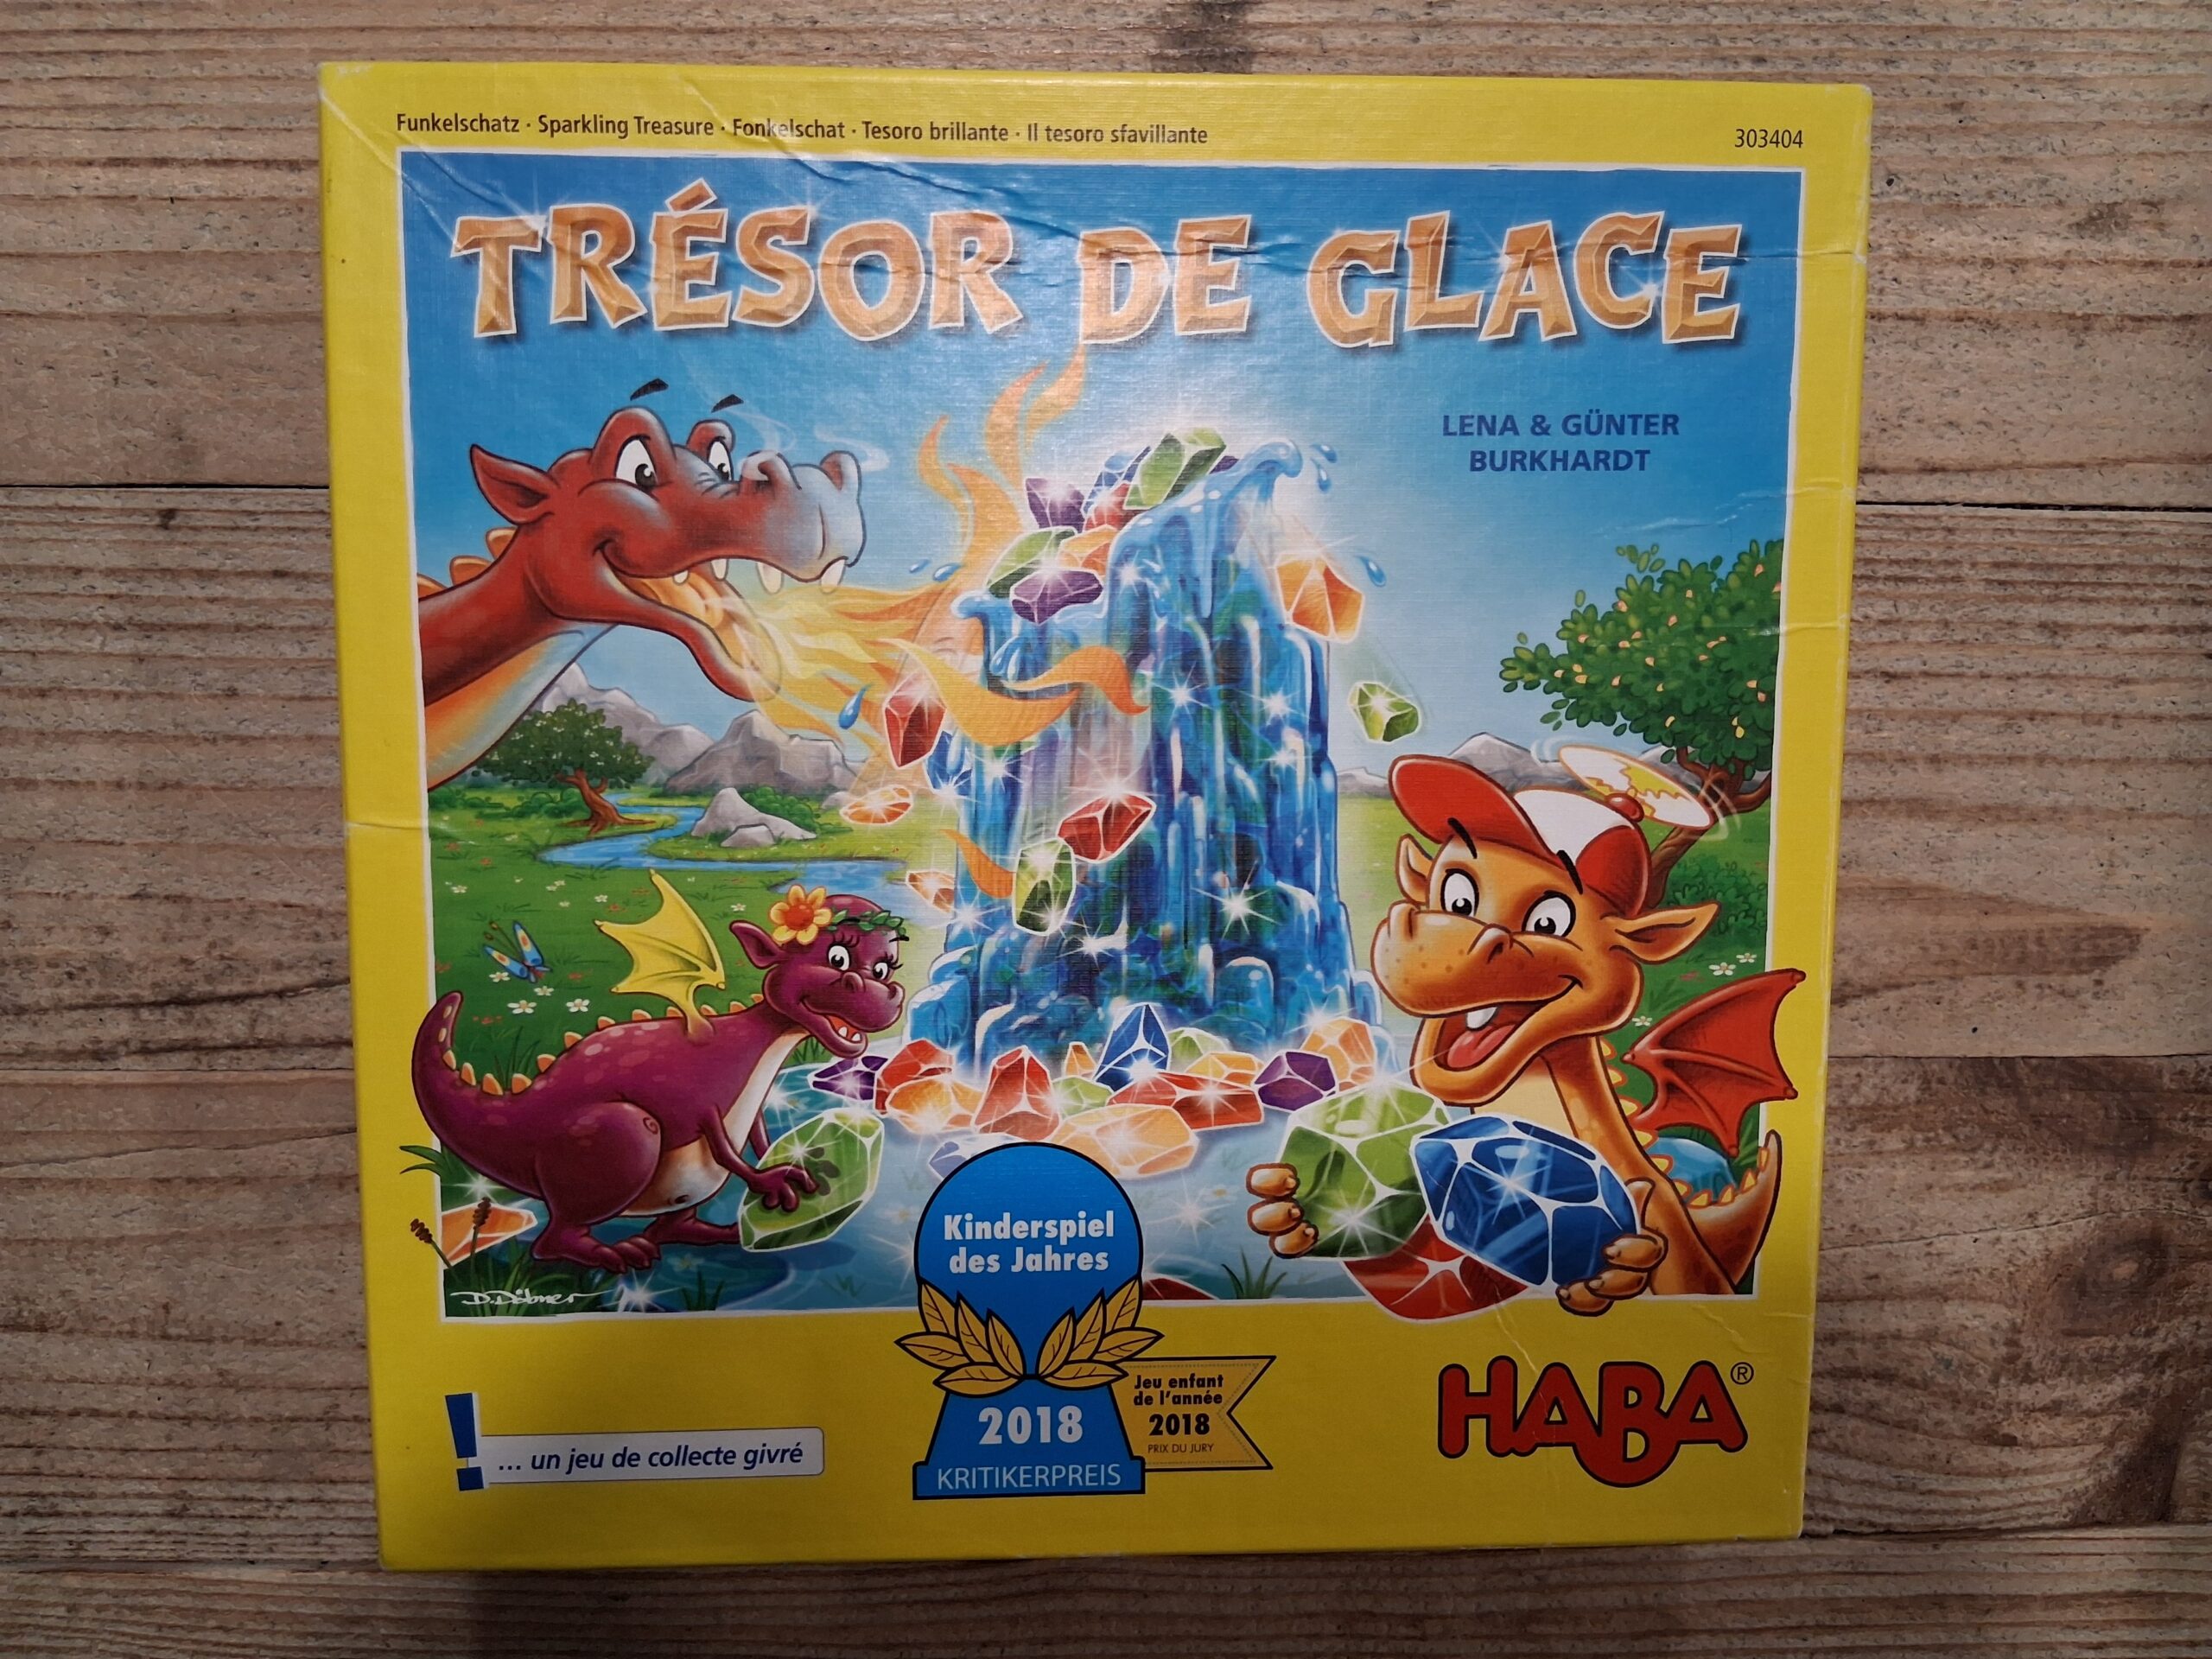 Funkelschatz · Sparkling Treasure · Fonkelschat · Tesoro brillante · Il tesoro sfavillante
303404
TRÉSOR DE GLACE
LENA & GÜNTER
BURKHARDT
D. Döbner
Kinderspiel
des Jahres
2018
KRITIKERPREIS
Jeu enfant
de l'année
2018
PRIX DU JURY
! ... un jeu de collecte givré
HABA®